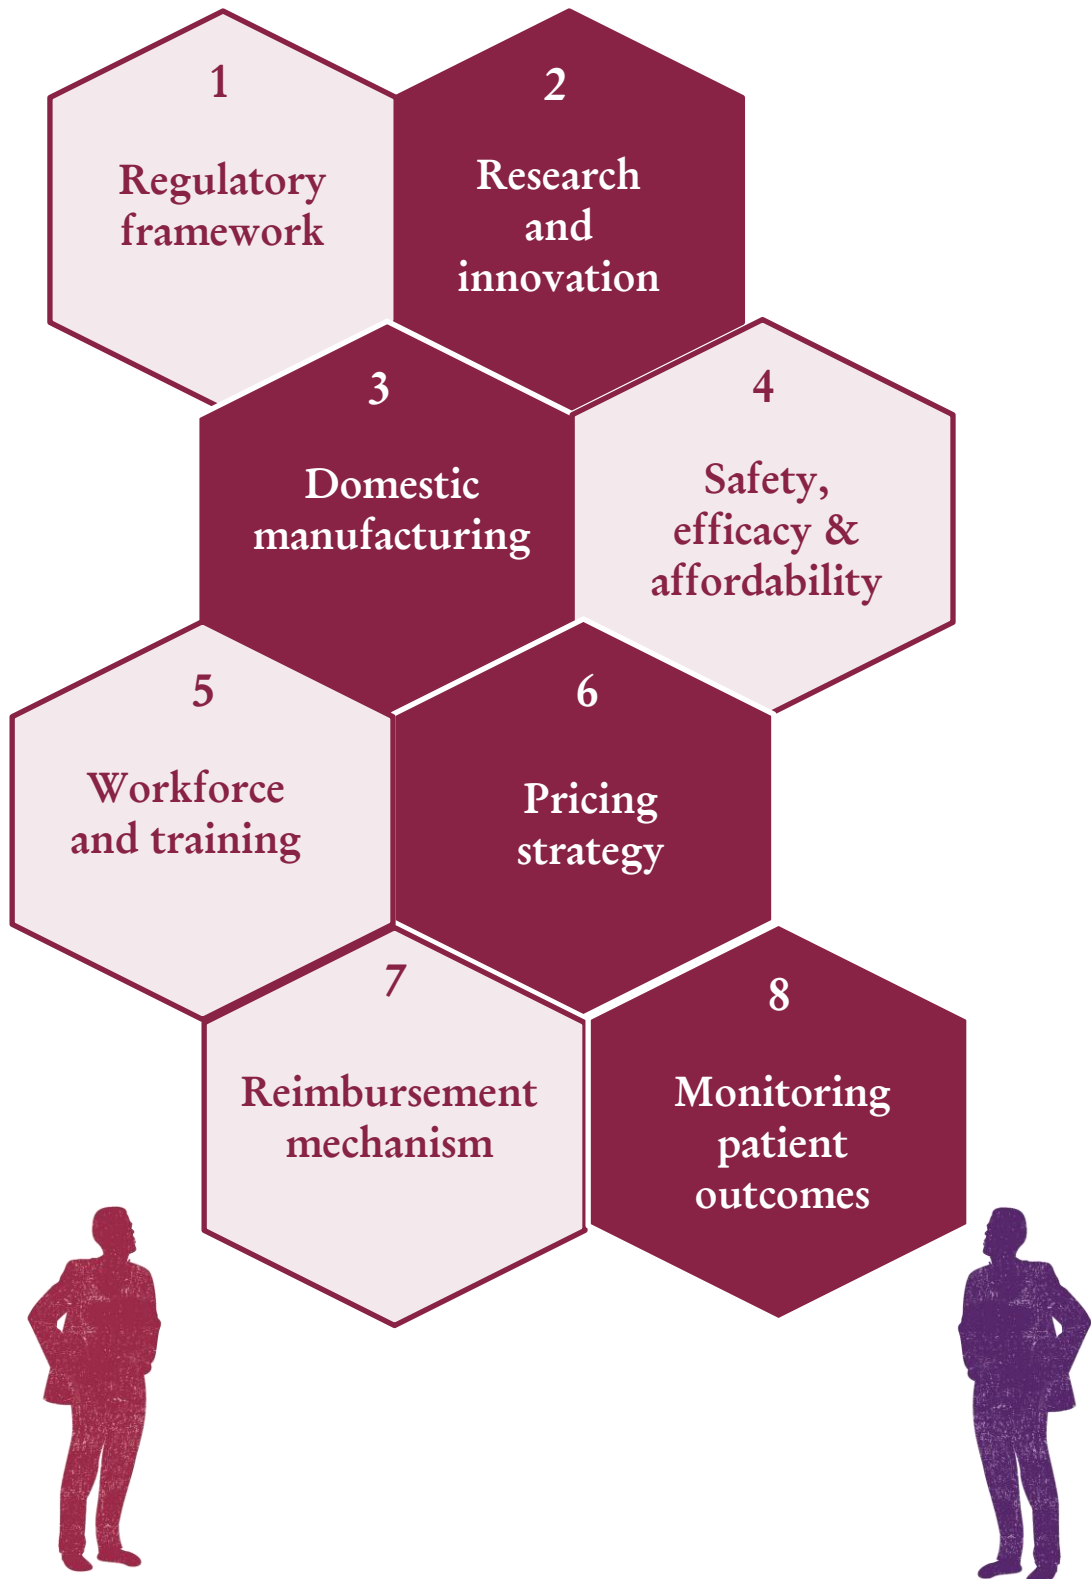 1
Regulatory
framework
2
Research
and
innovation
3
Domestic
manufacturing
4
Safety,
efficacy &
affordability
5
Workforce
and training
6
Pricing
strategy
7
Reimbursement
mechanism
8
Monitoring
patient
outcomes